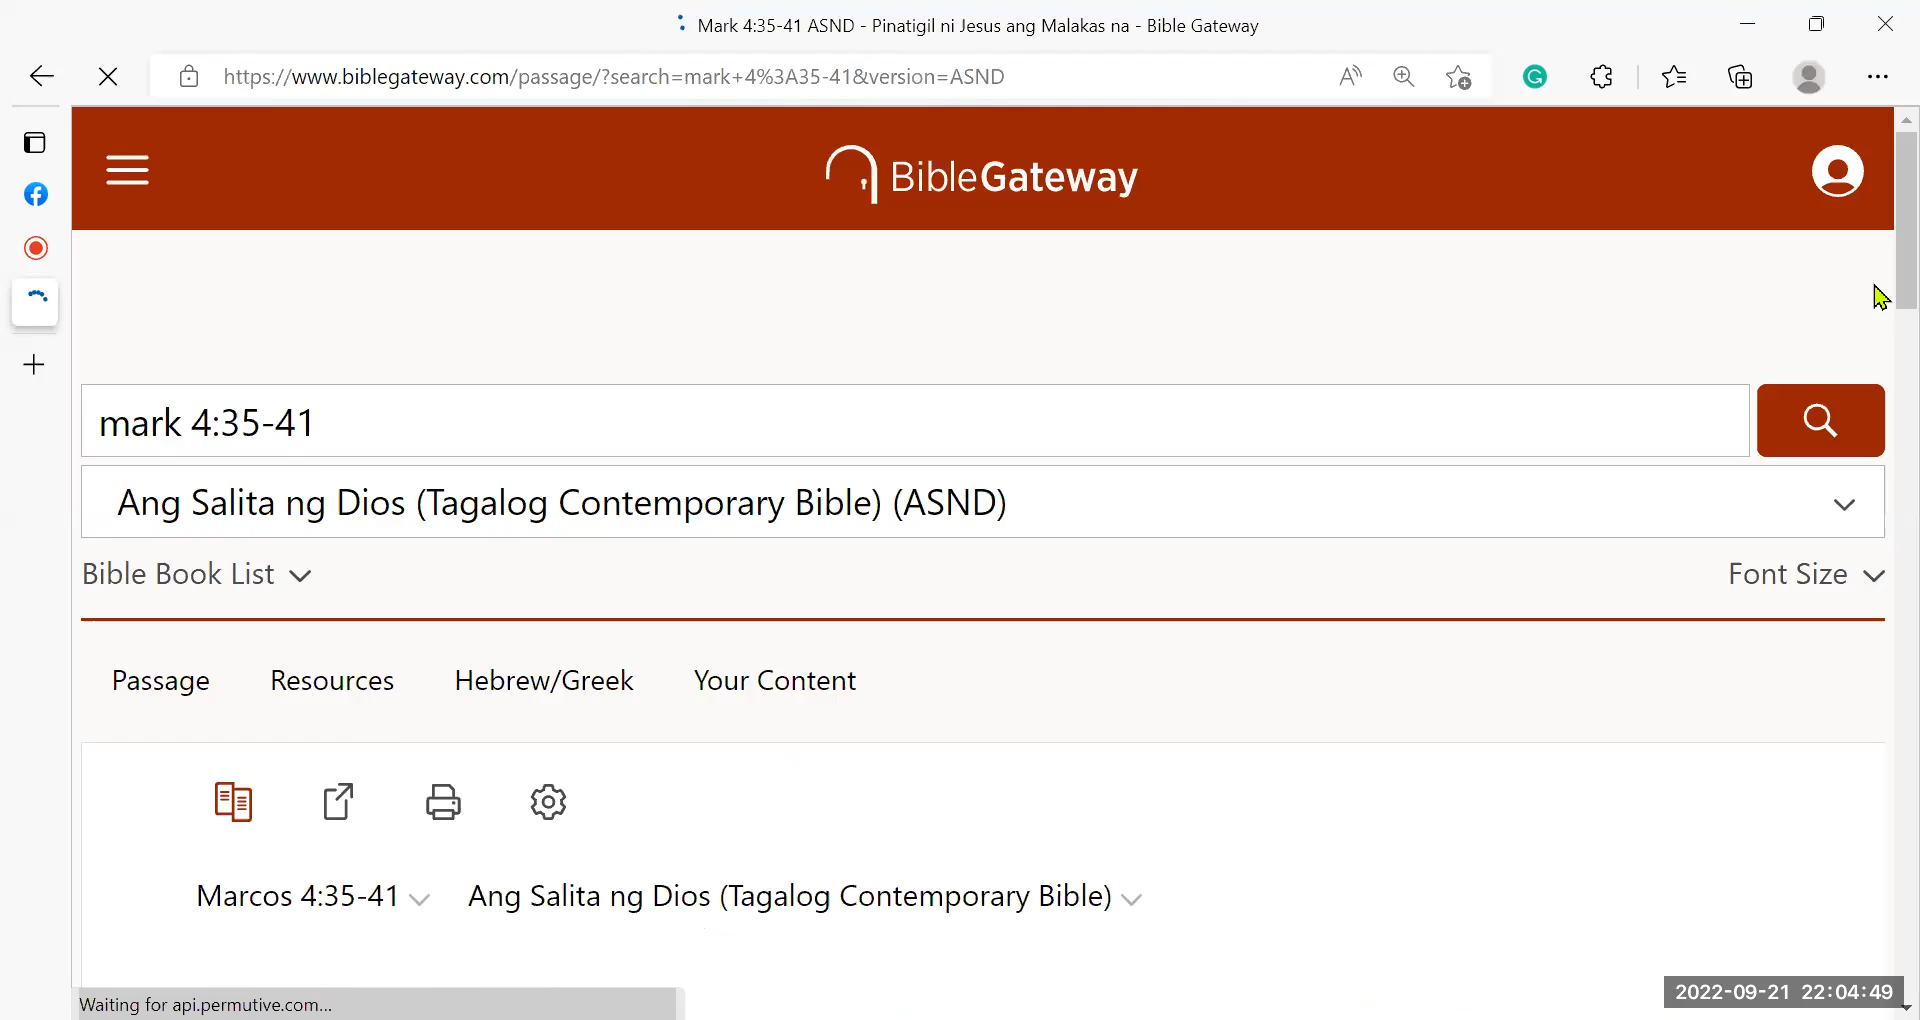 Mark 4:35-41 ASND - Pinatigil ni Jesus ang Malakas na - Bible Gateway
https://www.biblegateway.com/passage/?search=mark+4%3A35-41&version=ASND
BibleGateway
mark 4:35-41
Ang Salita ng Dios (Tagalog Contemporary Bible) (ASND)
Bible Book List Font Size
Passage Resources Hebrew/Greek Your Content
Marcos 4:35-41 Ang Salita ng Dios (Tagalog Contemporary Bible)
Waiting for api.permutive.com...
2022-09-21 22:04:49